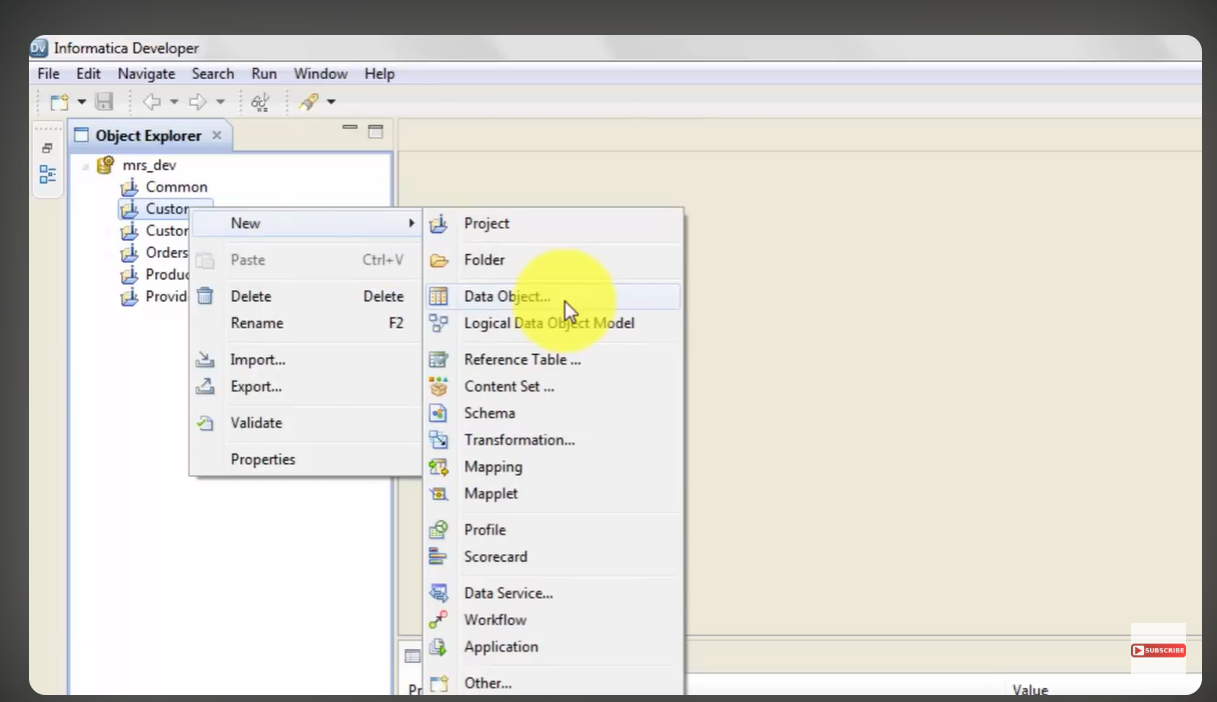 Dv Informatica Developer
File Edit Navigate Search Run Window Help
Object Explorer
mrs_dev
Common
Custor
Custor
Orders
Produc
Provid
New
Paste Ctrl+V
Delete Delete
Rename F2
Import...
Export...
Validate
Properties
Project
Folder
Data Object...
Logical Data Object Model
Reference Table ...
Content Set ...
Schema
Transformation...
Mapping
Mapplet
Profile
Scorecard
Data Service...
Workflow
Application
Other...
Pr
Value
SUBSCRIBE